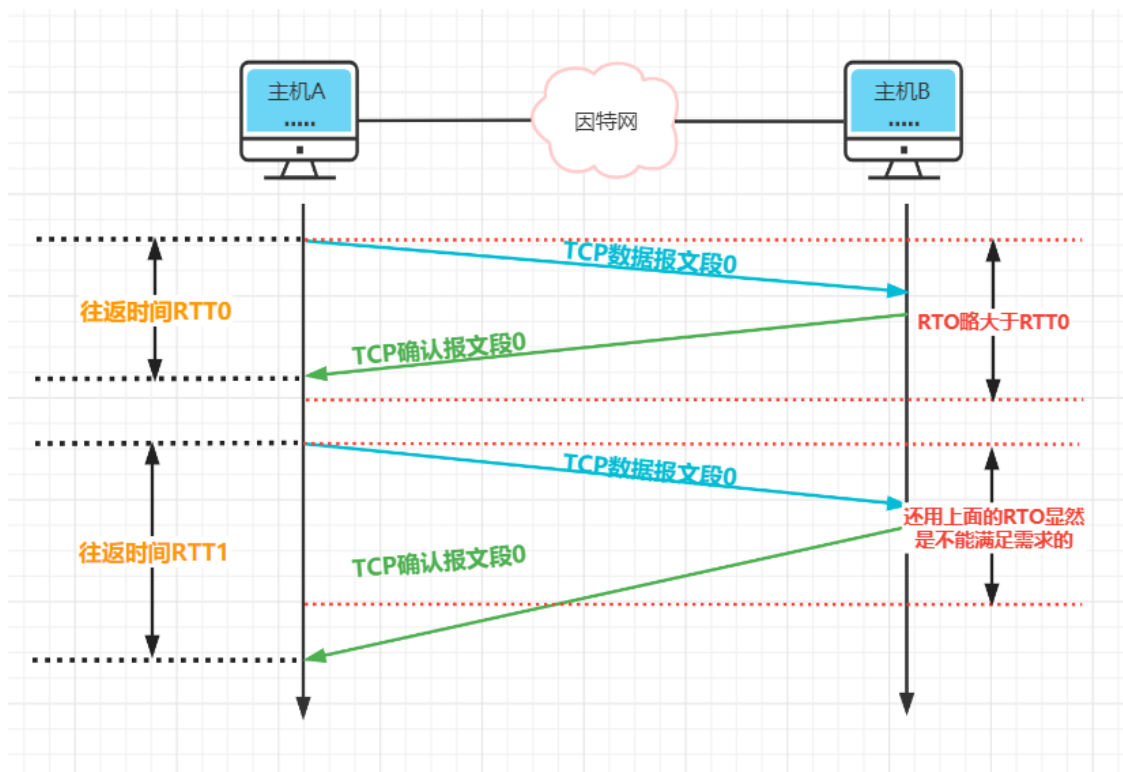 主机A
因特网
主机B
TCP数据报文段0
往返时间RTT0
RTO略大于RTT0
TCP确认报文段0
TCP数据报文段0
还用上面的RTO显然
是不能满足需求的
往返时间RTT1
TCP确认报文段0